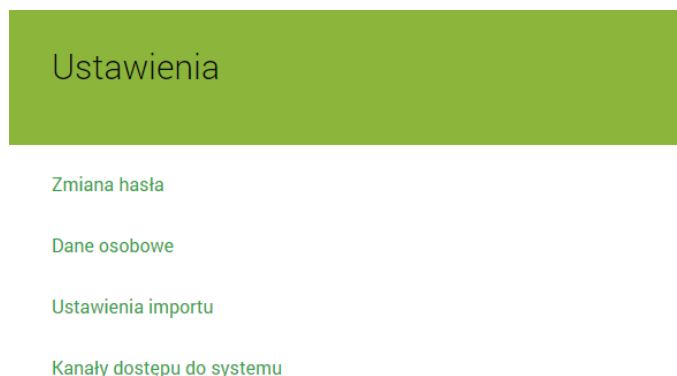 Ustawienia
Zmiana hasła
Dane osobowe
Ustawienia importu
Kanały dostępu do systemu